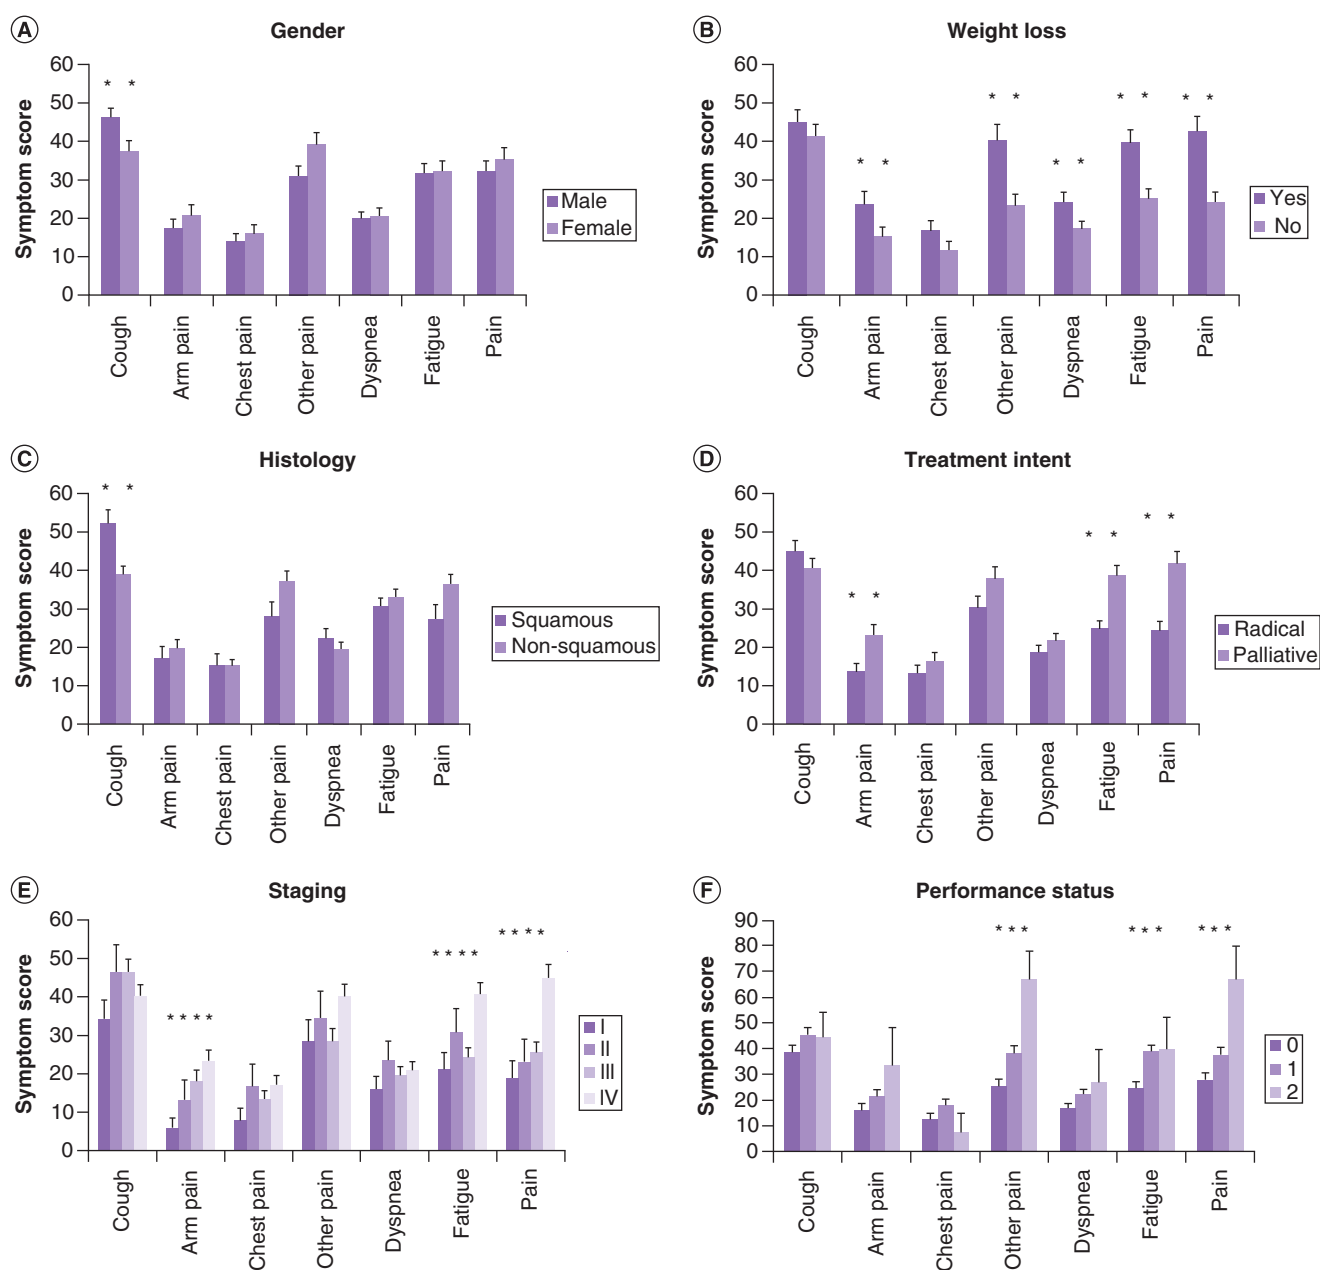 A
Gender
Symptom score
60
50
40
30
20
10
0
* *
Cough
Arm pain
Chest pain
Other pain
Dyspnea
Fatigue
Pain
Male
Female
B
Weight loss
Symptom score
60
50
40
30
20
10
0
* *
* *
* *
* *
* *
Cough
Arm pain
Chest pain
Other pain
Dyspnea
Fatigue
Pain
Yes
No
C
Histology
Symptom score
60
50
40
30
20
10
0
* *
Cough
Arm pain
Chest pain
Other pain
Dyspnea
Fatigue
Pain
Squamous
Non-squamous
D
Treatment intent
Symptom score
60
50
40
30
20
10
0
* *
* *
* *
Cough
Arm pain
Chest pain
Other pain
Dyspnea
Fatigue
Pain
Radical
Palliative
E
Staging
Symptom score
60
50
40
30
20
10
0
* * * *
* * * *
* * * *
Cough
Arm pain
Chest pain
Other pain
Dyspnea
Fatigue
Pain
I
II
III
IV
F
Performance status
Symptom score
90
80
70
60
50
40
30
20
10
0
* * *
* * *
* * *
Cough
Arm pain
Chest pain
Other pain
Dyspnea
Fatigue
Pain
0
1
2